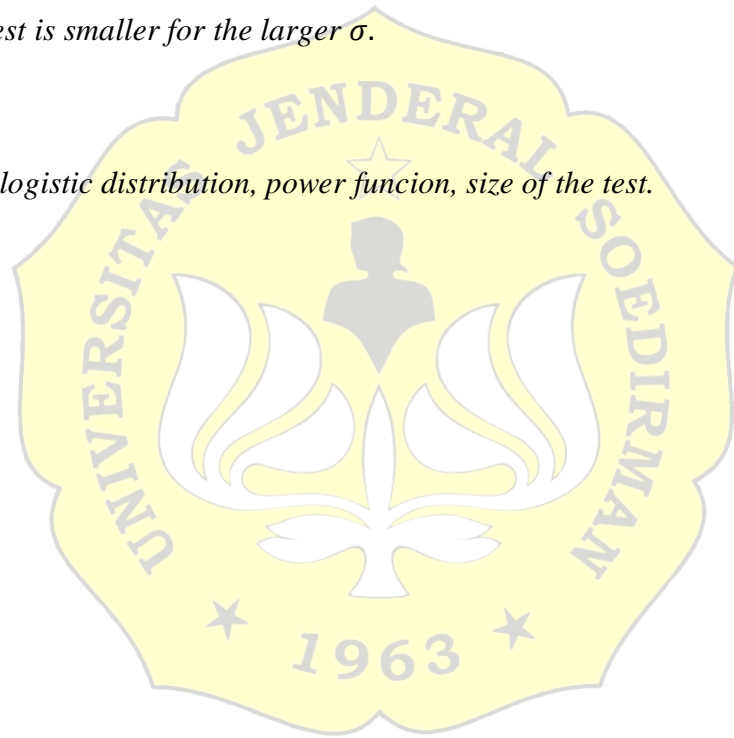 est is smaller for the larger σ.
logistic distribution, power funcion, size of the test.
UNIVERSITAS JENDERAL SOEDIRMAN
1963